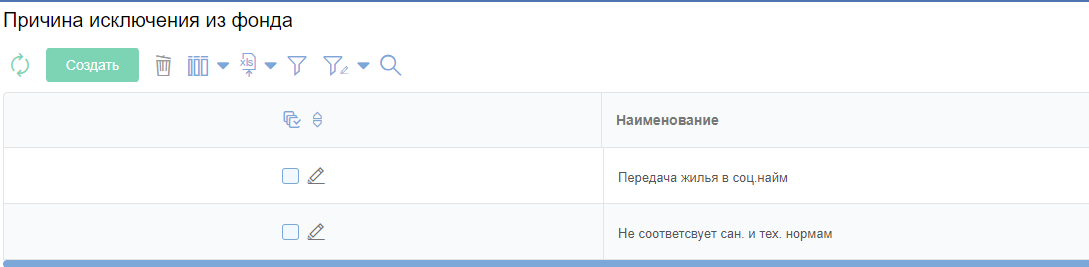 Причина исключения из фонда
Создать
xls
Наименование
Передача жилья в соц.найм
Не соответсвует сан. и тех. нормам